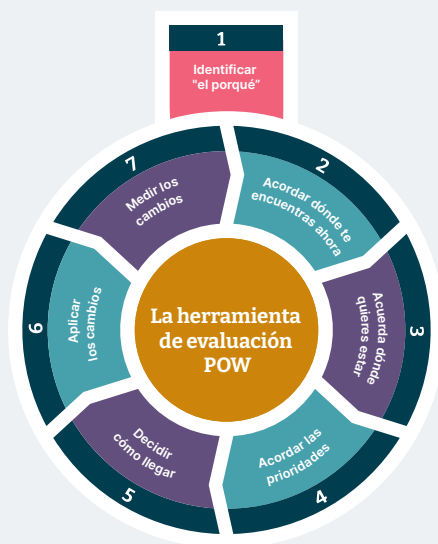 1
Identificar
"el porqué"
2
Acordar dónde te
encuentras ahora
3
Acuerda dónde
quieres estar
4
Acordar las
prioridades
5
Decidir
cómo llegar
6
Aplicar
los cambios
7
Medir los
cambios
La herramienta
de evaluación
POW